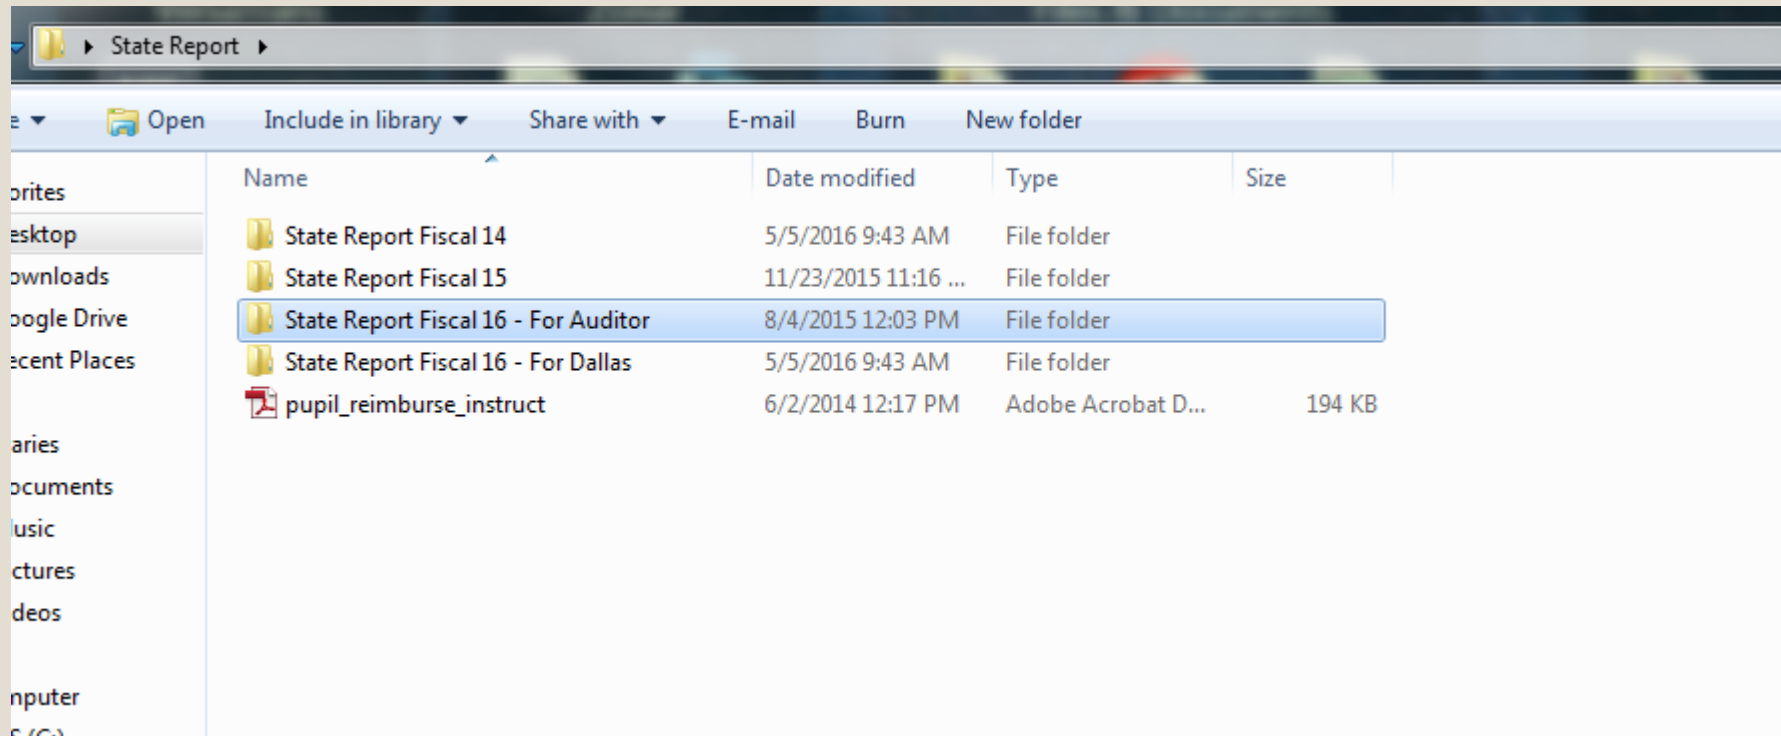 State Report
Open Include in library Share with E-mail Burn New folder
Name Date modified Type Size
orites
esktop
ownloads
oogle Drive
ecent Places
aries
ocuments
usic
ctures
deos
mputer
State Report Fiscal 14 5/5/2016 9:43 AM File folder
State Report Fiscal 15 11/23/2015 11:16 ... File folder
State Report Fiscal 16 - For Auditor 8/4/2015 12:03 PM File folder
State Report Fiscal 16 - For Dallas 5/5/2016 9:43 AM File folder
pupil_reimburse_instruct 6/2/2014 12:17 PM Adobe Acrobat D... 194 KB